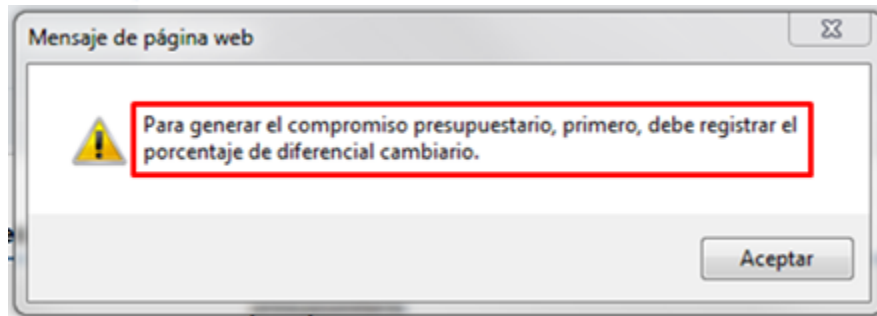 Mensaje de página web
Para generar el compromiso presupuestario, primero, debe registrar el
porcentaje de diferencial cambiario.
Aceptar